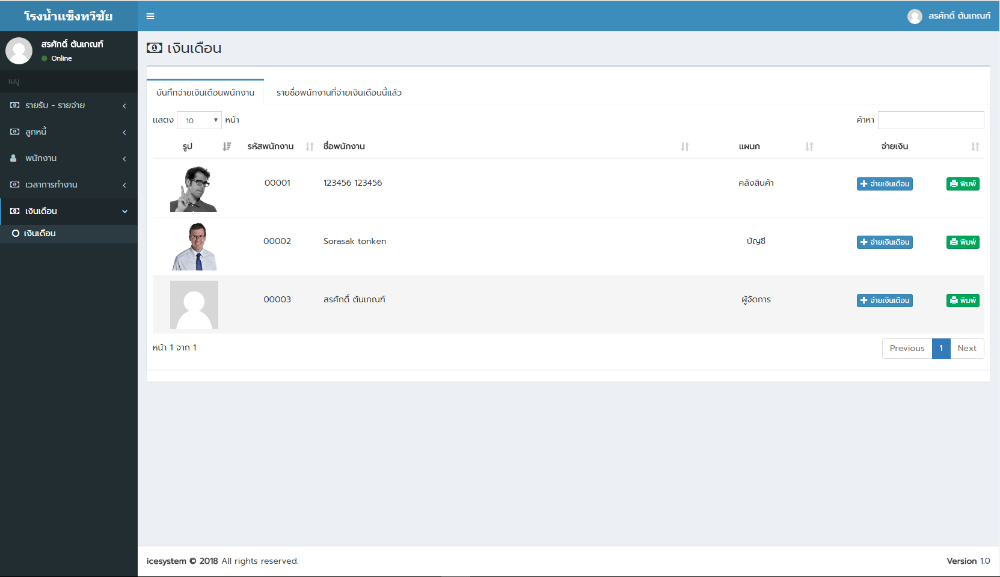 โรงน้ำแข็งทวีชัย
สรศักดิ์ ต้นเกณฑ์
สรศักดิ์ ต้นเกณฑ์
Online
เมนู
รายรับ - รายจ่าย
ลูกหนี้
พนักงาน
เวลาการทำงาน
เงินเดือน
เงินเดือน
เงินเดือน
บันทึกจ่ายเงินเดือนพนักงาน รายชื่อพนักงานที่จ่ายเงินเดือนนี้แล้ว
แสดง 10 หน้า ค้าหา
รูป รหัสพนักงาน ชื่อพนักงาน แผนก จ่ายเงิน
00001 123456 123456 คลังสินค้า จ่ายเงินเดือน พิมพ์
00002 Sorasak tonken บัญชี จ่ายเงินเดือน พิมพ์
00003 สรศักดิ์ ต้นเกณฑ์ ผู้จัดการ จ่ายเงินเดือน พิมพ์
หน้า 1 จาก 1 Previous 1 Next
icesystem © 2018 All rights reserved. Version 1.0